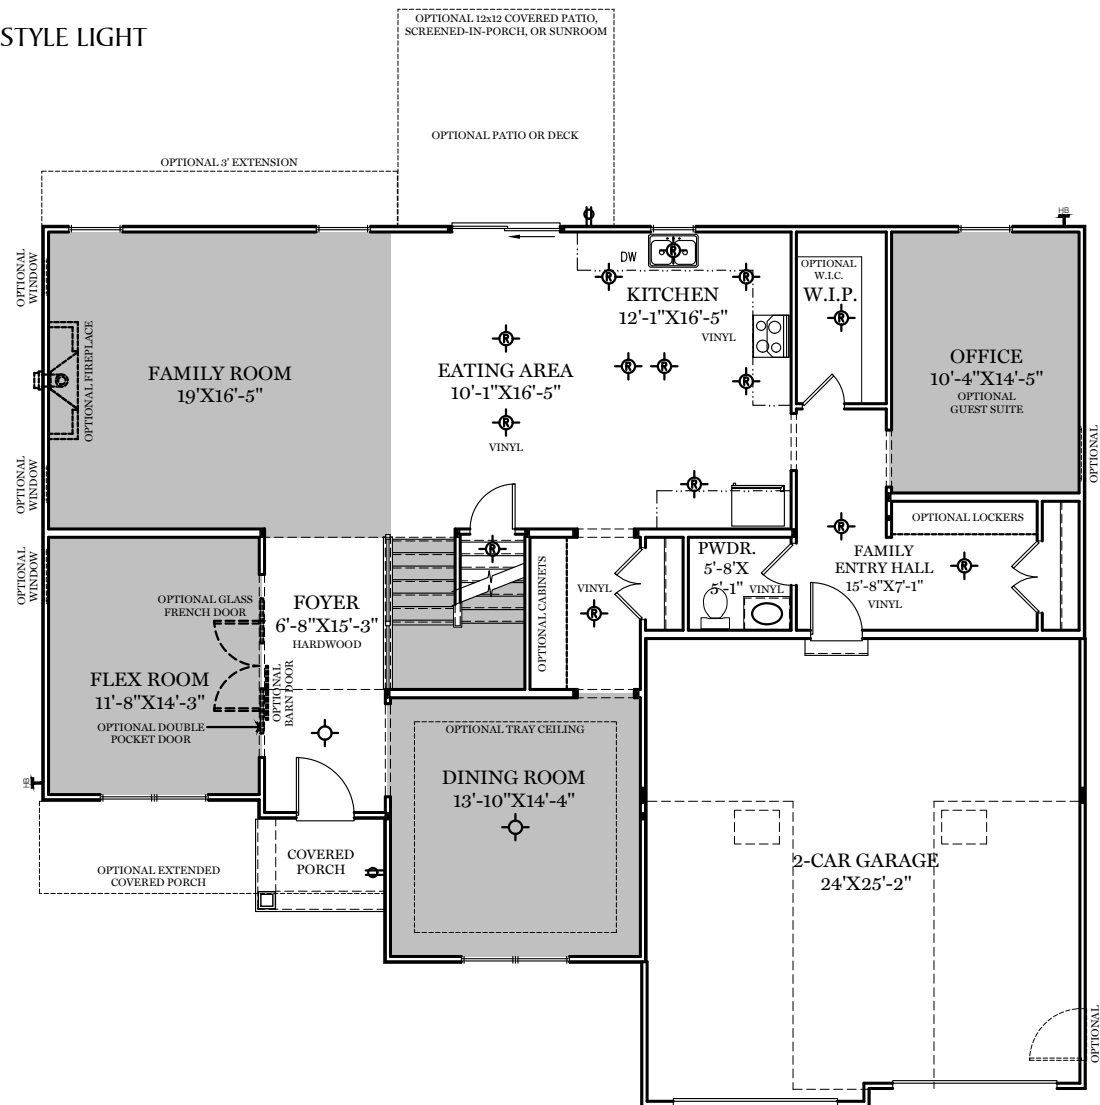 STYLE LIGHT
OPTIONAL 12x12 COVERED PATIO,
SCREENED-IN-PORCH, OR SUNROOM
OPTIONAL PATIO OR DECK
OPTIONAL 3' EXTENSION
HB
OPTIONAL
WINDOW
OPTIONAL FIREPLACE
FAMILY ROOM
19'X16'-5"
OPTIONAL
WINDOW
EATING AREA
10'-1"X16'-5"
VINYL
DW
R
R
R
R
R
R
R
R
R
KITCHEN
12'-1"X16'-5"
VINYL
OPTIONAL
W.I.C.
W.I.P.
R
OFFICE
10'-4"X14'-5"
OPTIONAL
GUEST SUITE
OPTIONAL
OPTIONAL LOCKERS
R
FAMILY
ENTRY HALL
15'-8"X7'-1"
VINYL
R
PWDR.
5'-8'X
5'-1"
VINYL
R
OPTIONAL CABINETS
VINYL
R
OPTIONAL
WINDOW
OPTIONAL GLASS
FRENCH DOOR
FOYER
6'-8"X15'-3"
HARDWOOD
FLEX ROOM
11'-8"X14'-3"
OPTIONAL
BARN DOOR
OPTIONAL DOUBLE
POCKET DOOR
HB
OPTIONAL TRAY CEILING
DINING ROOM
13'-10"X14'-4"
COVERED
PORCH
OPTIONAL EXTENDED
COVERED PORCH
2-CAR GARAGE
24'X25'-2"
OPTIONAL